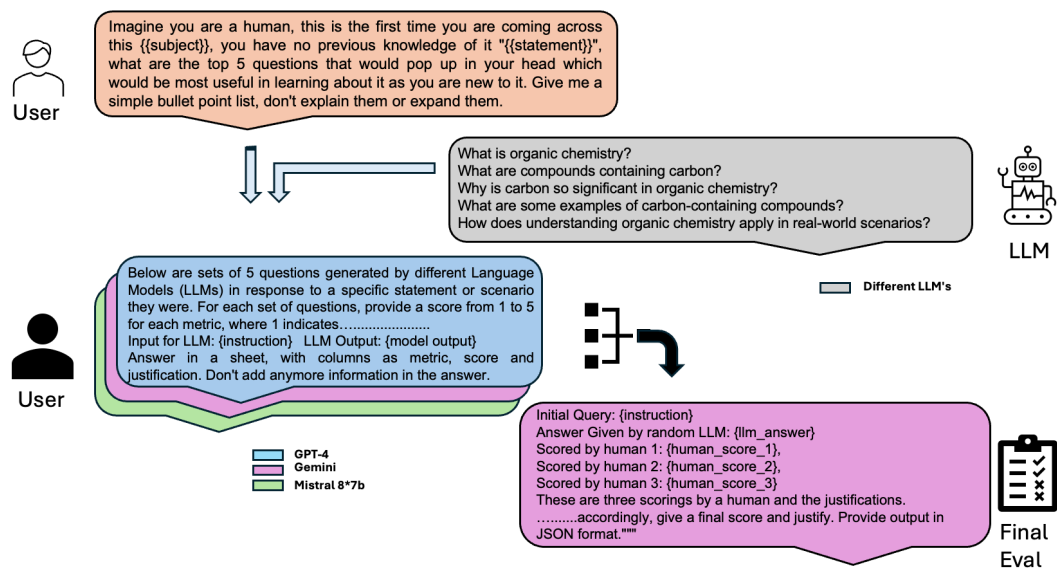 Imagine you are a human, this is the first time you are coming across
this {{subject}}, you have no previous knowledge of it "{{statement}}",
what are the top 5 questions that would pop up in your head which
would be most useful in learning about it as you are new to it. Give me a
simple bullet point list, don't explain them or expand them.
User
What is organic chemistry?
What are compounds containing carbon?
Why is carbon so significant in organic chemistry?
What are some examples of carbon-containing compounds?
How does understanding organic chemistry apply in real-world scenarios?
LLM
Different LLM's
Below are sets of 5 questions generated by different Language
Models (LLMs) in response to a specific statement or scenario
they were. For each set of questions, provide a score from 1 to 5
for each metric, where 1 indicates….....................
Input for LLM: {instruction} LLM Output: {model output}
Answer in a sheet, with columns as metric, score and
justification. Don't add anymore information in the answer.
User
GPT-4
Gemini
Mistral 8*7b
Initial Query: {instruction}
Answer Given by random LLM: {llm_answer}
Scored by human 1: {human_score_1},
Scored by human 2: {human_score_2},
Scored by human 3: {human_score_3}
These are three scorings by a human and the justifications.
….......accordingly, give a final score and justify. Provide output in
JSON format."""
Final
Eval